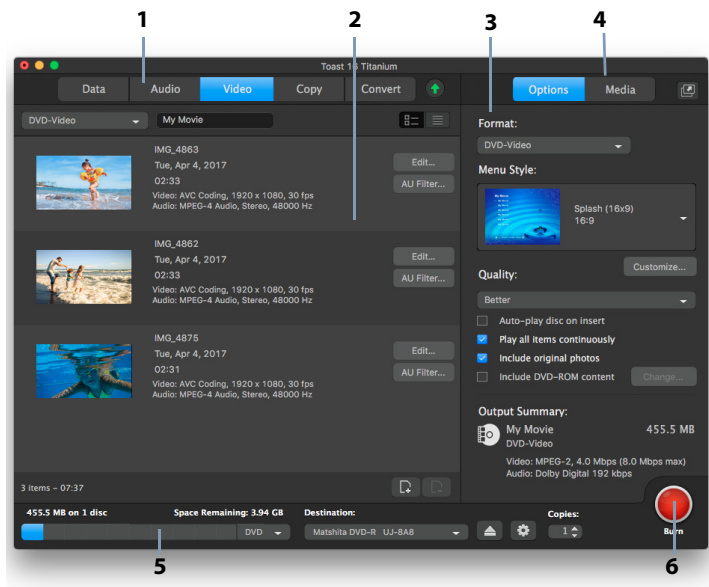 1
2
3
4
Toast 16 Titanium
Data
Audio
Video
Copy
Convert
Options
Media
DVD-Video
My Movie
IMG_4863
Tue, Apr 4, 2017
02:33
Video: AVC Coding, 1920 x 1080, 30 fps
Audio: MPEG-4 Audio, Stereo, 48000 Hz
Edit...
AU Filter...
IMG_4862
Tue, Apr 4, 2017
02:33
Video: AVC Coding, 1920 x 1080, 30 fps
Audio: MPEG-4 Audio, Stereo, 48000 Hz
Edit...
AU Filter...
IMG_4875
Tue, Apr 4, 2017
02:31
Video: AVC Coding, 1920 x 1080, 30 fps
Audio: MPEG-4 Audio, Stereo, 48000 Hz
Edit...
AU Filter...
3 items – 07:37
Format:
DVD-Video
Menu Style:
Splash (16x9)
16:9
Customize...
Quality:
Better
Auto-play disc on insert
Play all items continuously
Include original photos
Include DVD-ROM content
Change...
Output Summary:
My Movie
455.5 MB
DVD-Video
Video: MPEG-2, 4.0 Mbps (8.0 Mbps max)
Audio: Dolby Digital 192 kbps
455.5 MB on 1 disc
Space Remaining: 3.94 GB
DVD
Destination:
Matshita DVD-R UJ-8A8
Copies:
1
Burn
5
6